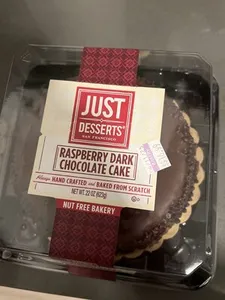 JUST
DESSERTS
SAN FRANCISCO
RASPBERRY DARK
CHOCOLATE CAKE
Always HAND CRAFTED and BAKED FROM SCRATCH
NET WT. 22 OZ (623g)
NUT FREE BAKERY